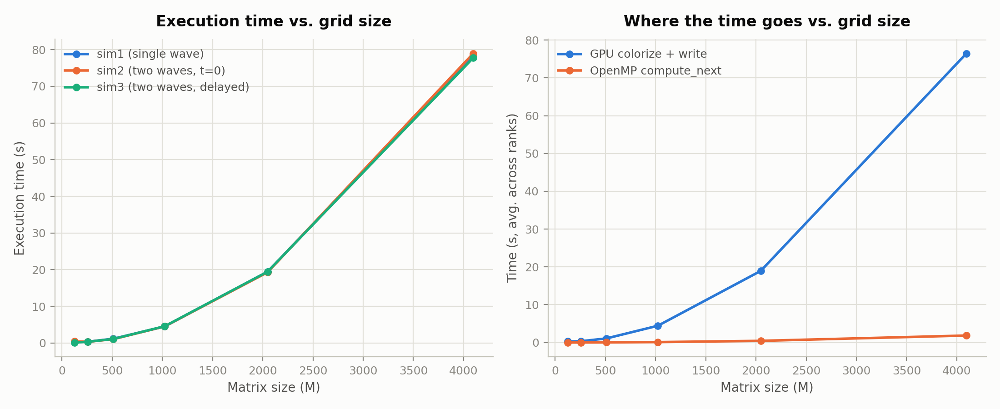 Execution time vs. grid size
80
70
60
50
40
30
20
10
0
Execution time (s)
sim1 (single wave)
sim2 (two waves, t=0)
sim3 (two waves, delayed)
0 500 1000 1500 2000 2500 3000 3500 4000
Matrix size (M)
Where the time goes vs. grid size
80
70
60
50
40
30
20
10
0
Time (s, avg. across ranks)
GPU colorize + write
OpenMP compute_next
0 500 1000 1500 2000 2500 3000 3500 4000
Matrix size (M)